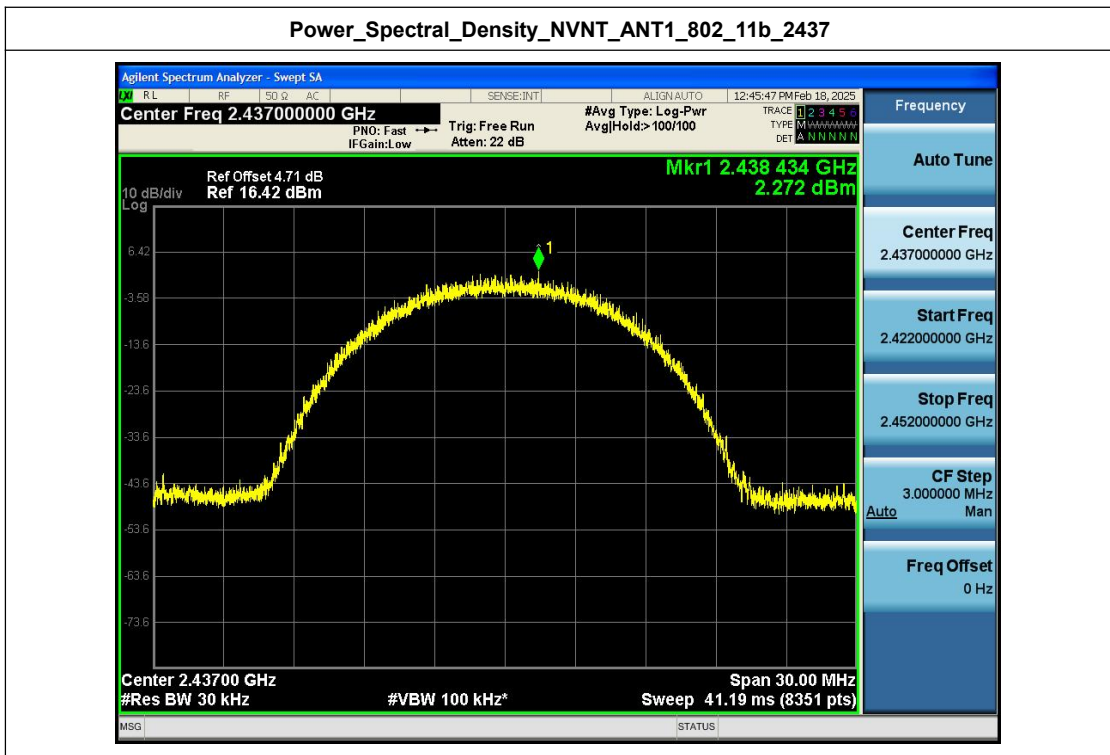 Power_Spectral_Density_NVNT_ANT1_802_11b_2437
Agilent Spectrum Analyzer - Swept SA
LXI RL RF 50 Ω AC SENSE:INT ALIGNAUTO 12:45:47 PM Feb 18, 2025
Center Freq 2.437000000 GHz
PNO: Fast
IFGain:Low
Trig: Free Run
Atten: 22 dB
#Avg Type: Log-Pwr
Avg|Hold:>100/100
TRACE 1 2 3 4 5 6
TYPE MWWWWW
DET A N N N N N
Mkr1 2.438 434 GHz
2.272 dBm
Ref Offset 4.71 dB
10 dB/div Ref 16.42 dBm
Log
1
6.42
-3.58
-13.6
-23.6
-33.6
-43.6
-53.6
-63.6
-73.6
Center 2.43700 GHz Span 30.00 MHz
#Res BW 30 kHz #VBW 100 kHz* Sweep 41.19 ms (8351 pts)
MSG STATUS
Frequency
Auto Tune
Center Freq
2.437000000 GHz
Start Freq
2.422000000 GHz
Stop Freq
2.452000000 GHz
CF Step
3.000000 MHz
Auto Man
Freq Offset
0 Hz